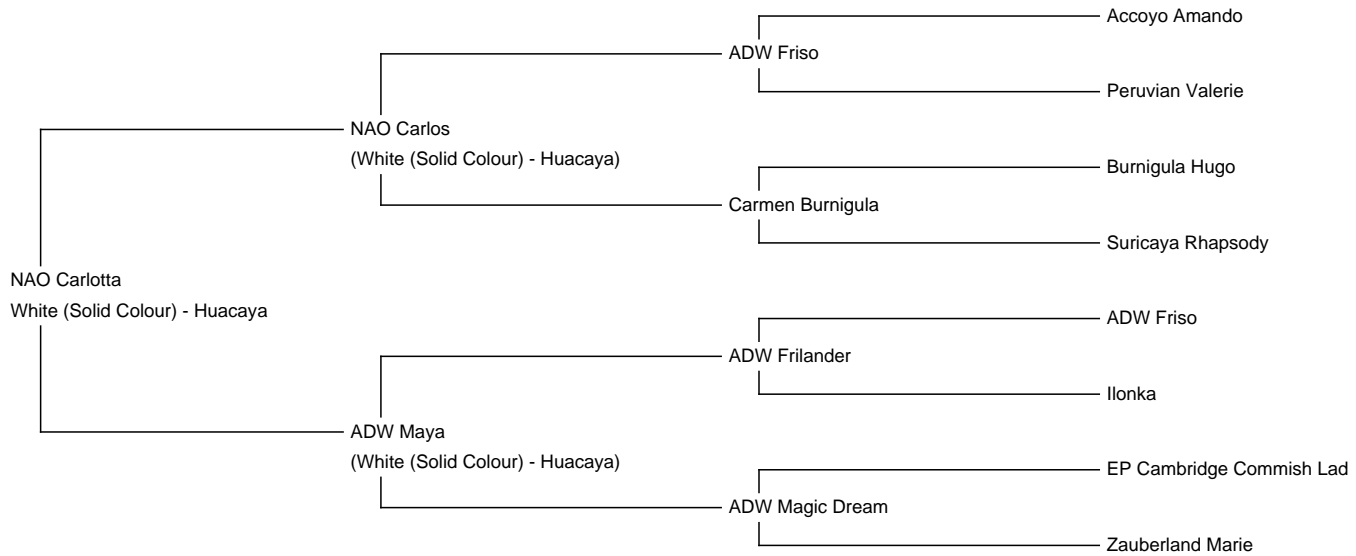 Accoyo Amando
ADW Friso
Peruvian Valerie
NAO Carlos
(White (Solid Colour) - Huacaya)
Burnigula Hugo
Carmen Burnigula
Suricaya Rhapsody
NAO Carlotta
White (Solid Colour) - Huacaya
ADW Friso
ADW Frilander
Ilonka
ADW Maya
(White (Solid Colour) - Huacaya)
EP Cambridge Commish Lad
ADW Magic Dream
Zauberland Marie